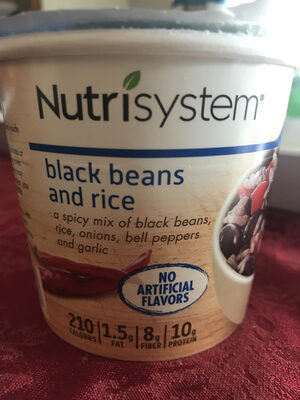 Nutrisystem®
black beans
and rice
a spicy mix of black beans,
rice, onions, bell peppers
and garlic
NO
ARTIFICIAL
FLAVORS
210 1.5g 8g 10g
CALORIES FAT FIBER PROTEIN